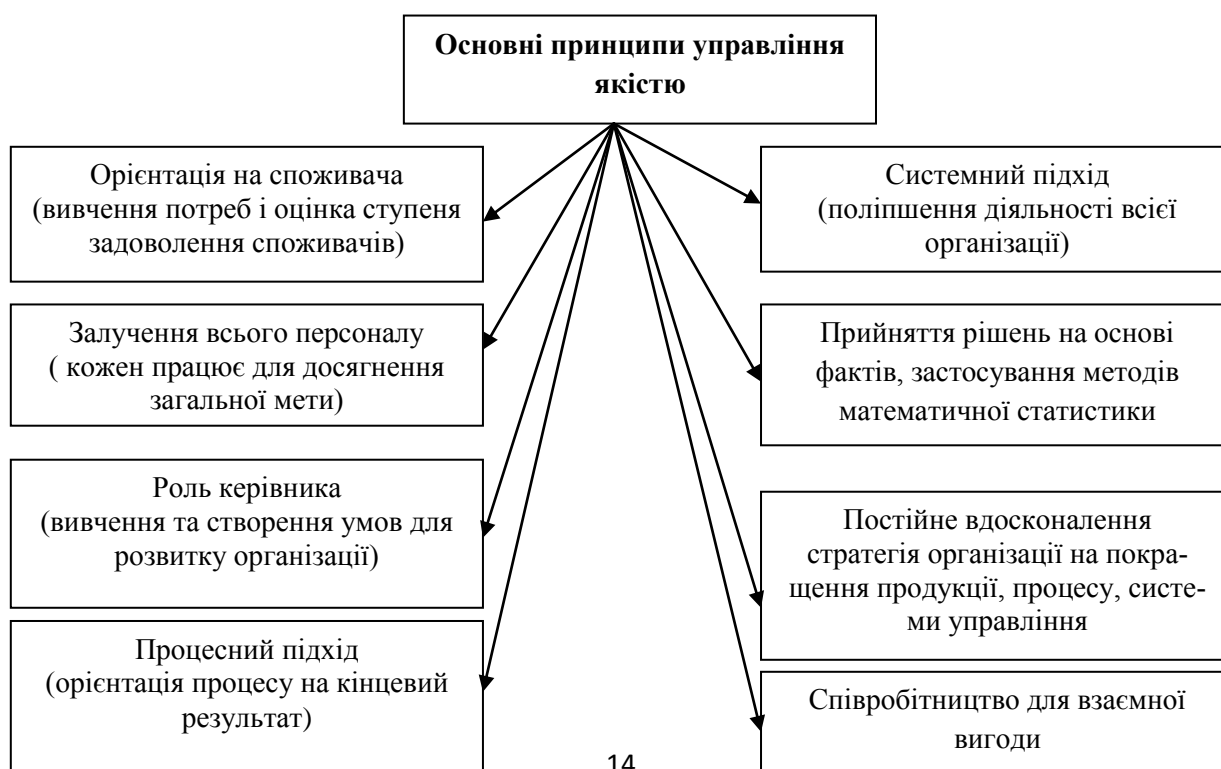 Основні принципи управління
якістю
Орієнтація на споживача
(вивчення потреб і оцінка ступеня
задоволення споживачів)
Залучення всього персоналу
( кожен працює для досягнення
загальної мети)
Роль керівника
(вивчення та створення умов для
розвитку організації)
Процесний підхід
(орієнтація процесу на кінцевий
результат)
Системний підхід
(поліпшення діяльності всієї
організації)
Прийняття рішень на основі
фактів, застосування методів
математичної статистики
Постійне вдосконалення
стратегія організації на покра-
щення продукції, процесу, систе-
ми управління
Співробітництво для взаємної
вигоди
14